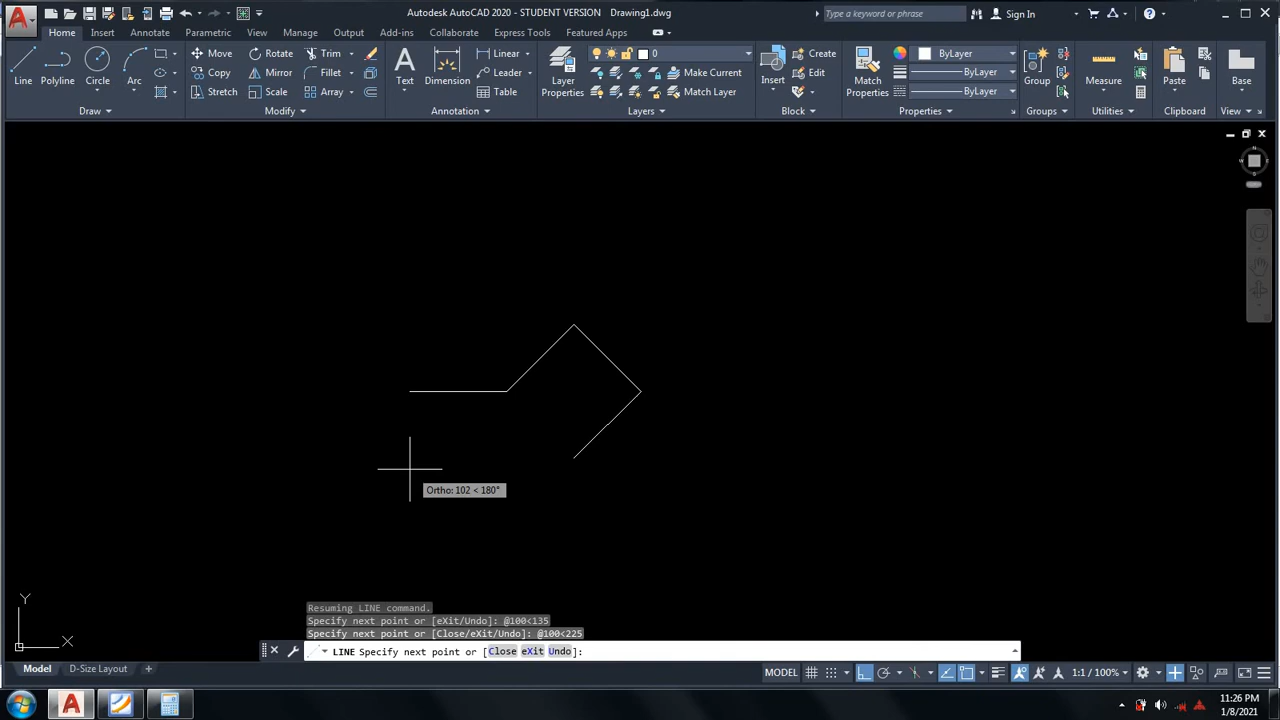 Autodesk AutoCAD 2020 - STUDENT VERSION Drawing1.dwg
Type a keyword or phrase
Sign In
Home Insert Annotate Parametric View Manage Output Add-ins Collaborate Express Tools Featured Apps
Line
Polyline
Circle
Arc
Move
Rotate
Trim
Copy
Mirror
Fillet
Stretch
Scale
Array
Text
Dimension
Linear
Leader
Table
Layer
Properties
0
Make Current
Match Layer
Insert
Create
Edit
Match
Properties
ByLayer
ByLayer
ByLayer
Group
Measure
Paste
Base
Draw
Modify
Annotation
Layers
Block
Properties
Groups
Utilities
Clipboard
View
N
W
E
S
Ortho: 102 < 180°
Y
X
Resuming LINE command.
Specify next point or [eXit/Undo]: @100<135
Specify next point or [Close/eXit/Undo]: @100<225
LINE Specify next point or [Close eXit Undo]:
Model
D-Size Layout
MODEL
1:1 / 100%
11:26 PM
1/8/2021